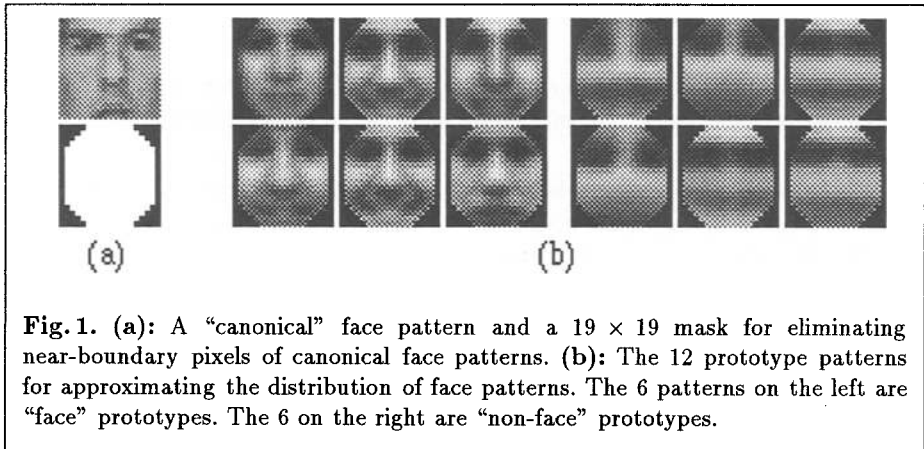 (a)
(b)
Fig. 1. (a): A “canonical” face pattern and a 19 × 19 mask for eliminating
near-boundary pixels of canonical face patterns. (b): The 12 prototype patterns
for approximating the distribution of face patterns. The 6 patterns on the left are
“face” prototypes. The 6 on the right are “non-face” prototypes.